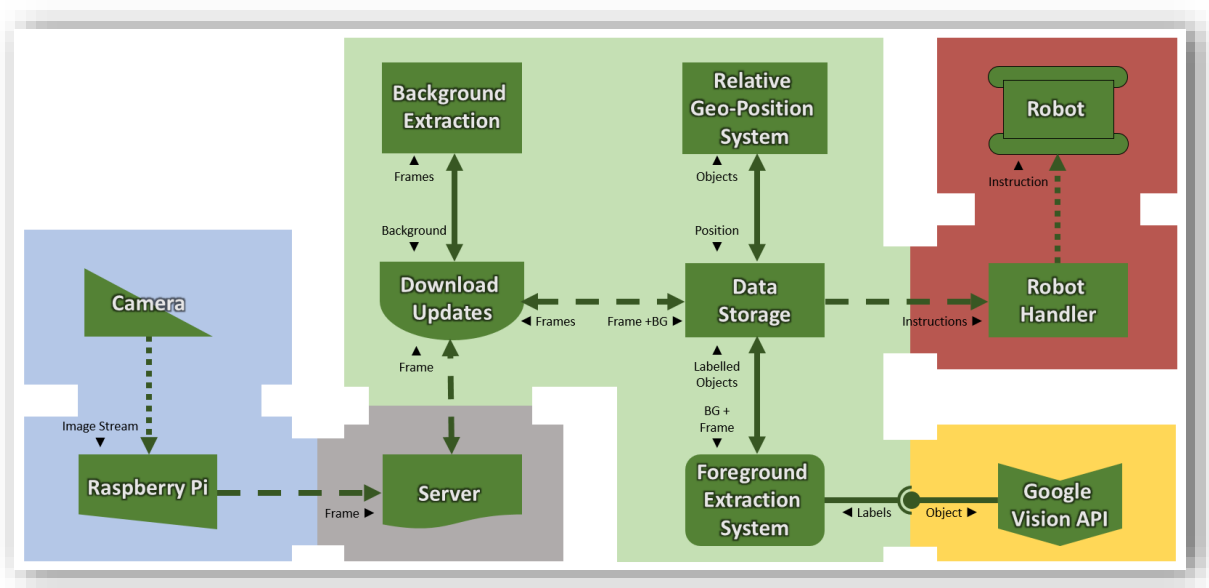 Background
Extraction
▲
Frames
Background
▼
Download
Updates
◄ Frames
▲
Frame
Relative
Geo-Position
System
▲
Objects
Position
▼
Data
Storage
Frame +BG ►
▲
Labelled
Objects
BG +
Frame
▼
Foreground
Extraction
System
◄ Labels
Object ►
Google
Vision API
Robot
▲
Instruction
Robot
Handler
Instructions ►
Camera
Image Stream
▼
Raspberry Pi
Frame ►
Server